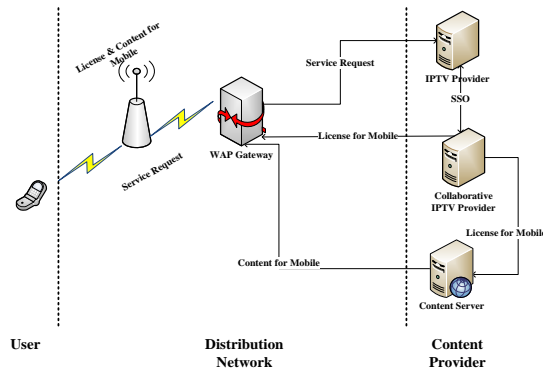 License & Content for
Mobile
Service Request
WAP Gateway
Service Request
IPTV Provider
SSO
License for Mobile
Collaborative
IPTV Provider
License for Mobile
Content for Mobile
Content Server
User
Distribution
Network
Content
Provider